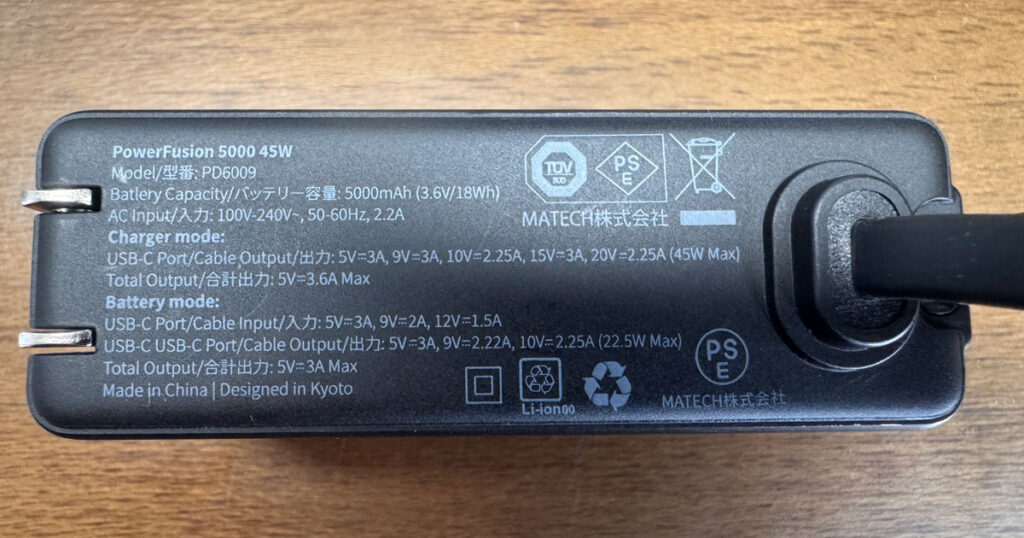 PowerFusion 5000 45W
Model/型番: PD6009
Battery Capacity/バッテリー容量: 5000mAh (3.6V/18Wh)
AC Input/入力: 100V-240V~, 50-60Hz, 2.2A
Charger mode:
USB-C Port/Cable Output/出力: 5V=3A, 9V=3A, 10V=2.25A, 15V=3A, 20V=2.25A (45W Max)
Total Output/合計出力: 5V=3.6A Max
Battery mode:
USB-C Port/Cable Input/入力: 5V=3A, 9V=2A, 12V=1.5A
USB-C USB-C Port/Cable Output/出力: 5V=3A, 9V=2.22A, 10V=2.25A (22.5W Max)
Total Output/合計出力: 5V=3A Max
Made in China | Designed in Kyoto
TÜV
SUD
PS
E
MATECH株式会社
Li-ion00
PS
E
MATECH株式会社